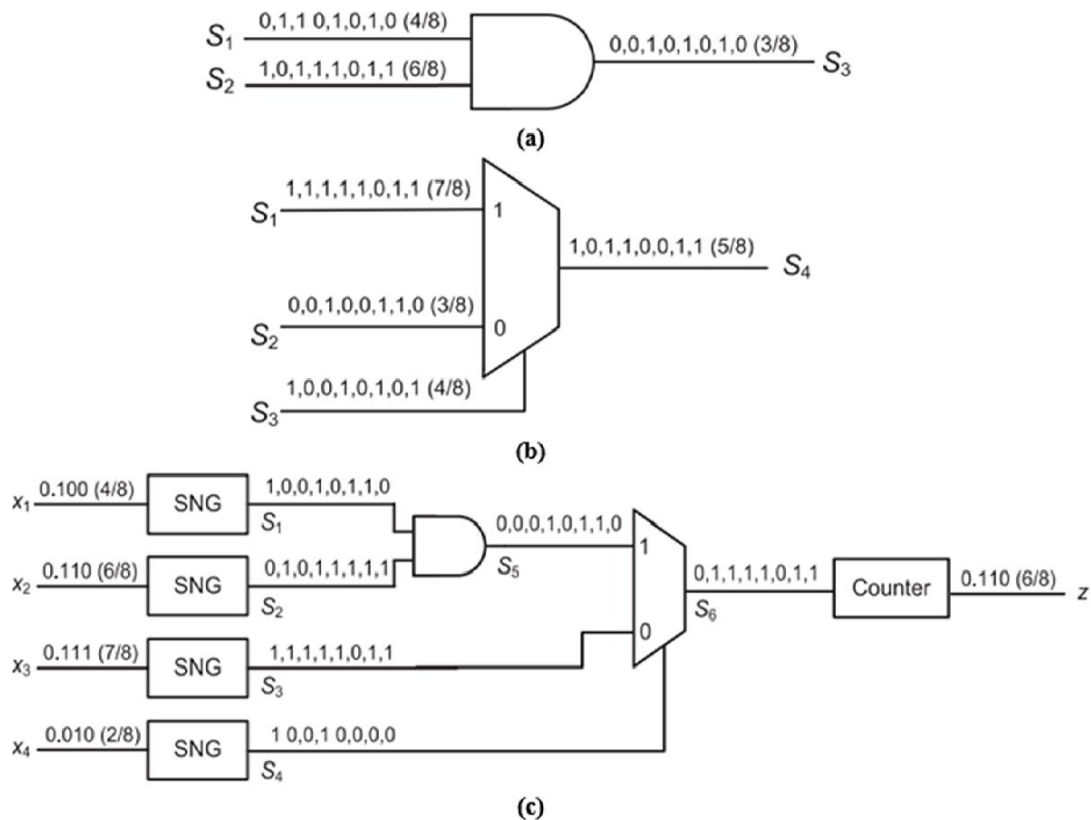 0,1,1 0,1,0,1,0 (4/8)
S1
1,0,1,1,1,0,1,1 (6/8)
S2
0,0,1,0,1,0,1,0 (3/8)
S3
(a)
1,1,1,1,1,0,1,1 (7/8)
S1
1
1,0,1,1,0,0,1,1 (5/8)
S4
0,0,1,0,0,1,1,0 (3/8)
S2
0
1,0,0,1,0,1,0,1 (4/8)
S3
(b)
x1
0.100 (4/8)
SNG
1,0,0,1,0,1,1,0
S1
x2
0.110 (6/8)
SNG
0,1,0,1,1,1,1,1
S2
0,0,0,1,0,1,1,0
S5
1
0
0,1,1,1,1,0,1,1
S6
Counter
0.110 (6/8)
z
x3
0.111 (7/8)
SNG
1,1,1,1,1,0,1,1
S3
x4
0.010 (2/8)
SNG
1 0,0,1 0,0,0,0
S4
(c)